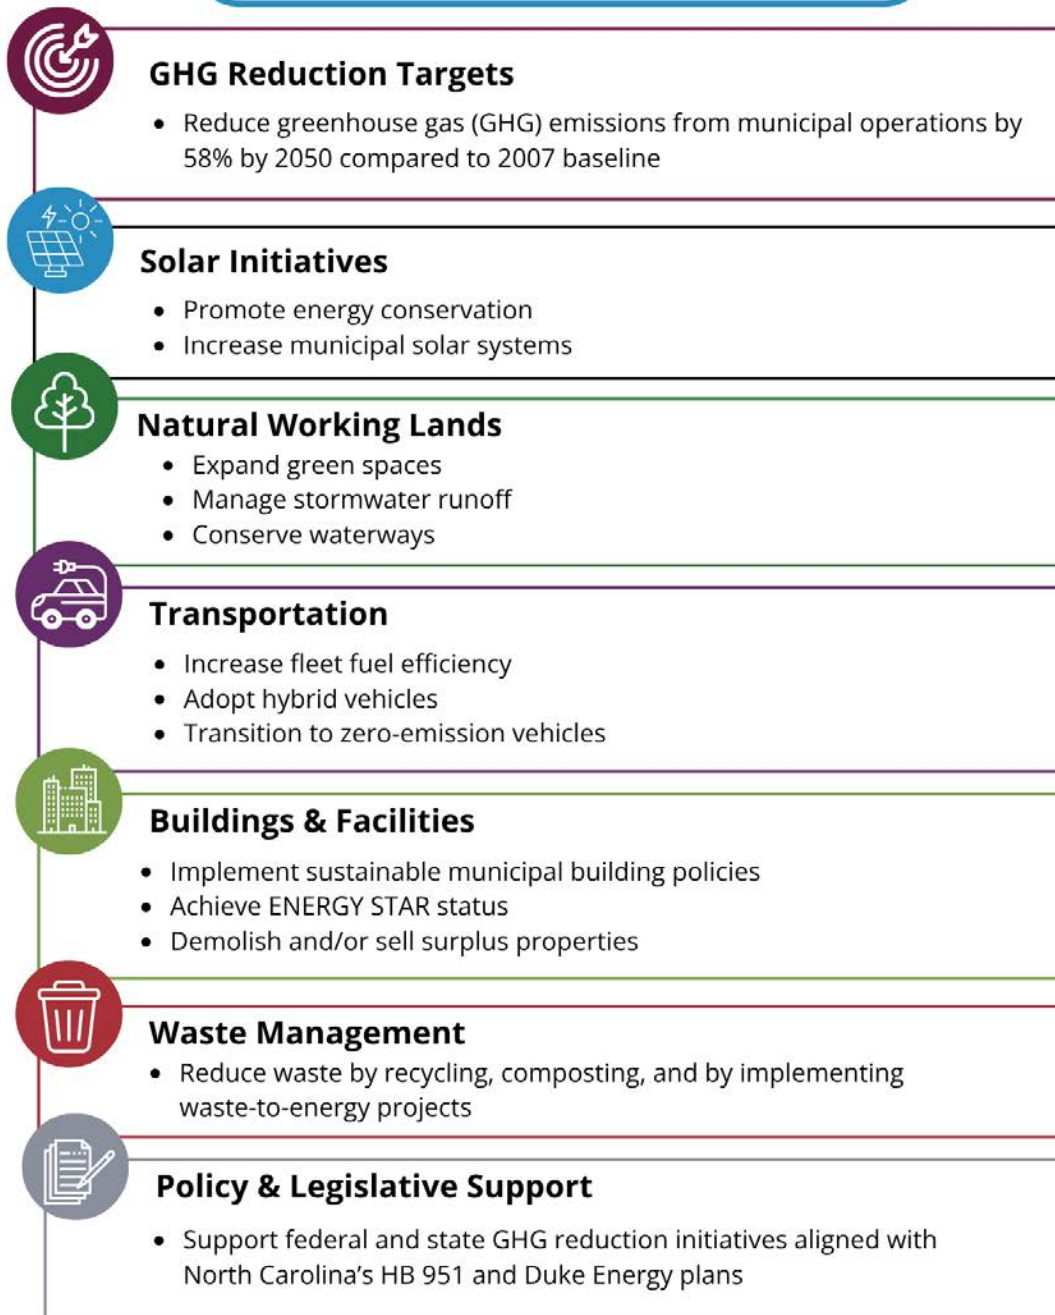 GHG Reduction Targets
• Reduce greenhouse gas (GHG) emissions from municipal operations by
58% by 2050 compared to 2007 baseline
Solar Initiatives
• Promote energy conservation
• Increase municipal solar systems
Natural Working Lands
• Expand green spaces
• Manage stormwater runoff
• Conserve waterways
Transportation
• Increase fleet fuel efficiency
• Adopt hybrid vehicles
• Transition to zero-emission vehicles
Buildings & Facilities
• Implement sustainable municipal building policies
• Achieve ENERGY STAR status
• Demolish and/or sell surplus properties
Waste Management
• Reduce waste by recycling, composting, and by implementing
waste-to-energy projects
Policy & Legislative Support
• Support federal and state GHG reduction initiatives aligned with
North Carolina’s HB 951 and Duke Energy plans